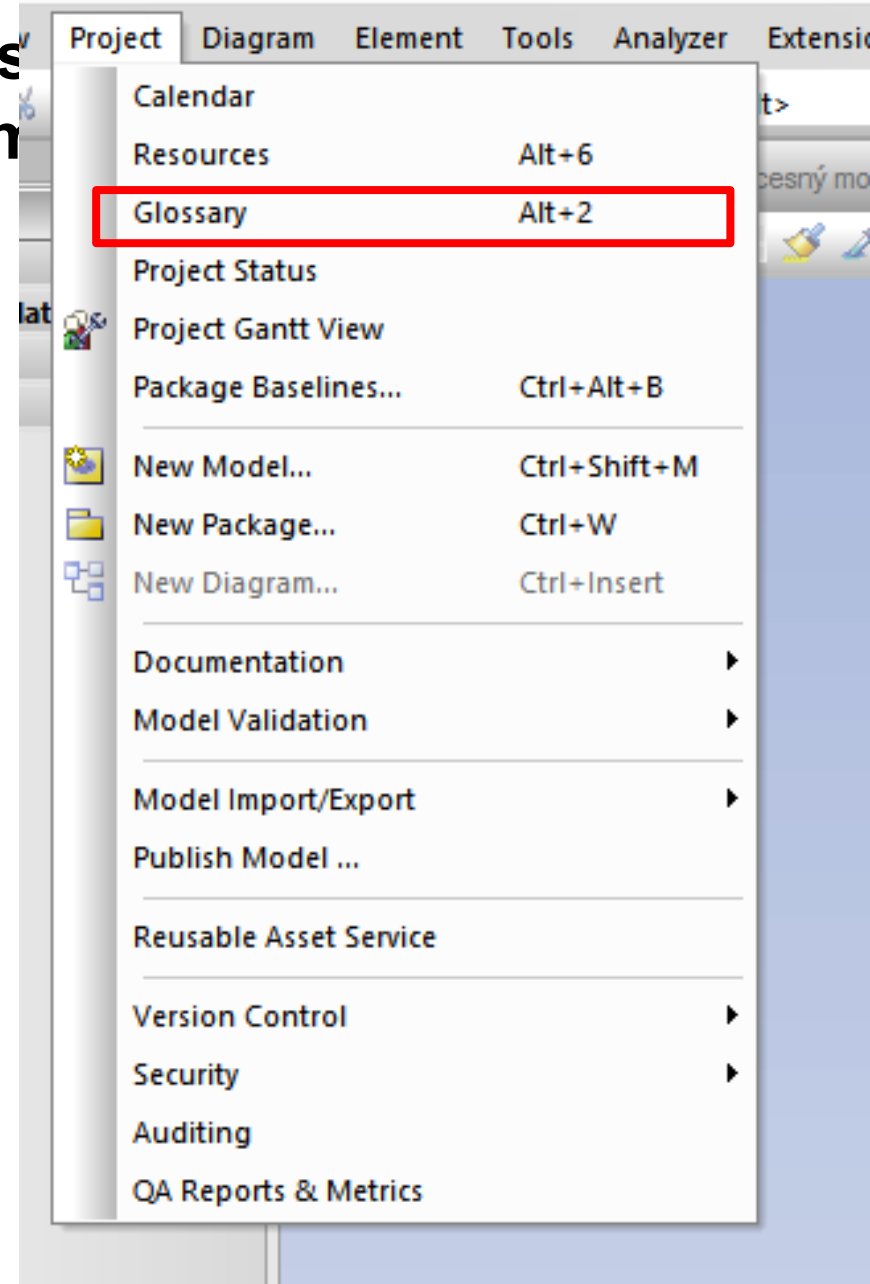 Project Diagram Element Tools Analyzer
Calendar
Resources Alt+6
Glossary Alt+2
Project Status
Project Gantt View
Package Baselines... Ctrl+Alt+B
New Model... Ctrl+Shift+M
New Package... Ctrl+W
New Diagram... Ctrl+Insert
Documentation
Model Validation
Model Import/Export
Publish Model ...
Reusable Asset Service
Version Control
Security
Auditing
QA Reports & Metrics